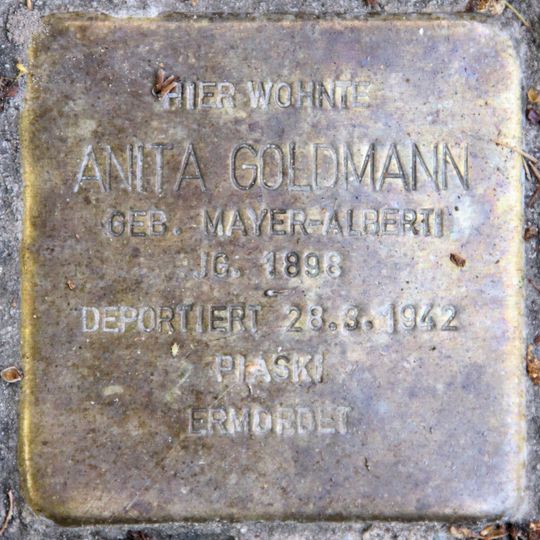 HIER WOHNTE
ANITA GOLDMANN
GEB. MAYER-ALBERTI
JG. 1898
DEPORTIERT 28.3.1942
PIASKI
ERMORDET